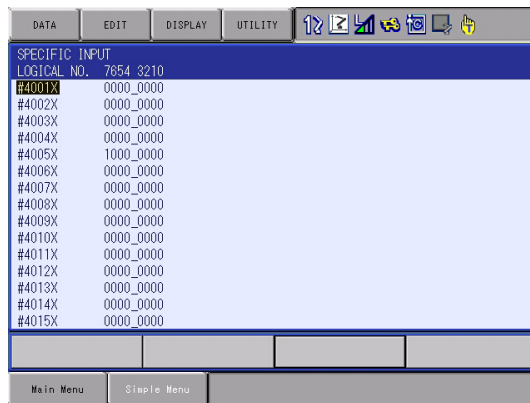 DATA EDIT DISPLAY UTILITY
SPECIFIC INPUT
LOGICAL NO. 7654 3210
#4001X 0000_0000
#4002X 0000_0000
#4003X 0000_0000
#4004X 0000_0000
#4005X 1000_0000
#4006X 0000_0000
#4007X 0000_0000
#4008X 0000_0000
#4009X 0000_0000
#4010X 0000_0000
#4011X 0000_0000
#4012X 0000_0000
#4013X 0000_0000
#4014X 0000_0000
#4015X 0000_0000
Main Menu Simple Menu